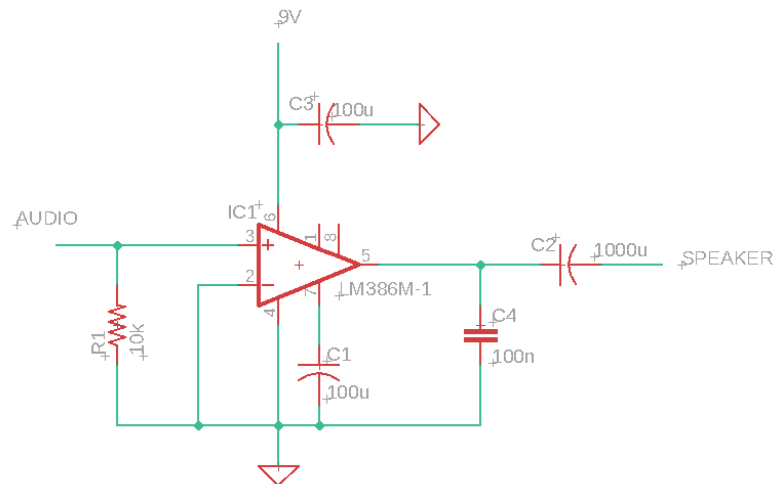 9V
C3
100u
AUDIO
IC1
6
3
1
8
5
2
7
4
LM386M-1
C2
1000u
SPEAKER
R1
10k
C4
100n
C1
100u